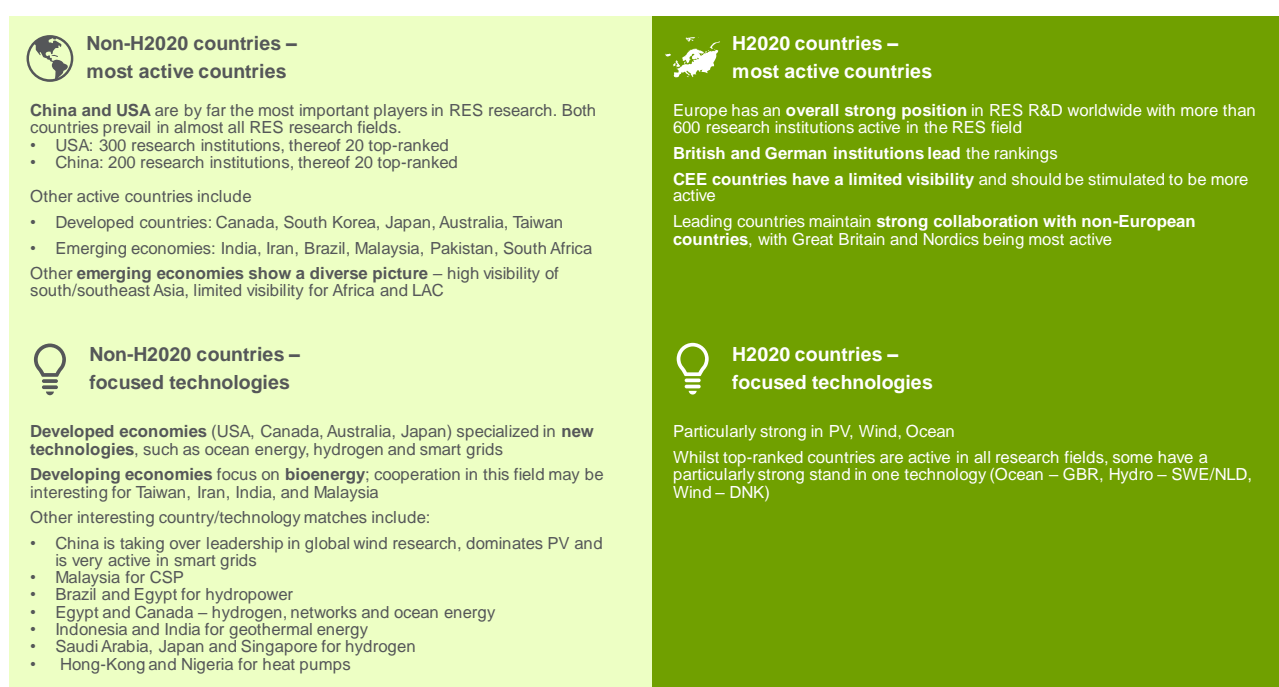 Non-H2020 countries –
most active countries
China and USA are by far the most important players in RES research. Both
countries prevail in almost all RES research fields.
• USA: 300 research institutions, thereof 20 top-ranked
• China: 200 research institutions, thereof 20 top-ranked
Other active countries include
• Developed countries: Canada, South Korea, Japan, Australia, Taiwan
• Emerging economies: India, Iran, Brazil, Malaysia, Pakistan, South Africa
Other emerging economies show a diverse picture – high visibility of
south/southeast Asia, limited visibility for Africa and LAC
H2020 countries –
most active countries
Europe has an overall strong position in RES R&D worldwide with more than
600 research institutions active in the RES field
British and German institutions lead the rankings
CEE countries have a limited visibility and should be stimulated to be more
active
Leading countries maintain strong collaboration with non-European
countries, with Great Britain and Nordics being most active
Non-H2020 countries –
focused technologies
Developed economies (USA, Canada, Australia, Japan) specialized in new
technologies, such as ocean energy, hydrogen and smart grids
Developing economies focus on bioenergy; cooperation in this field may be
interesting for Taiwan, Iran, India, and Malaysia
Other interesting country/technology matches include:
• China is taking over leadership in global wind research, dominates PV and
is very active in smart grids
• Malaysia for CSP
• Brazil and Egypt for hydropower
• Egypt and Canada – hydrogen, networks and ocean energy
• Indonesia and India for geothermal energy
• Saudi Arabia, Japan and Singapore for hydrogen
• Hong-Kong and Nigeria for heat pumps
H2020 countries –
focused technologies
Particularly strong in PV, Wind, Ocean
Whilst top-ranked countries are active in all research fields, some have a
particularly strong stand in one technology (Ocean – GBR, Hydro – SWE/NLD,
Wind – DNK)